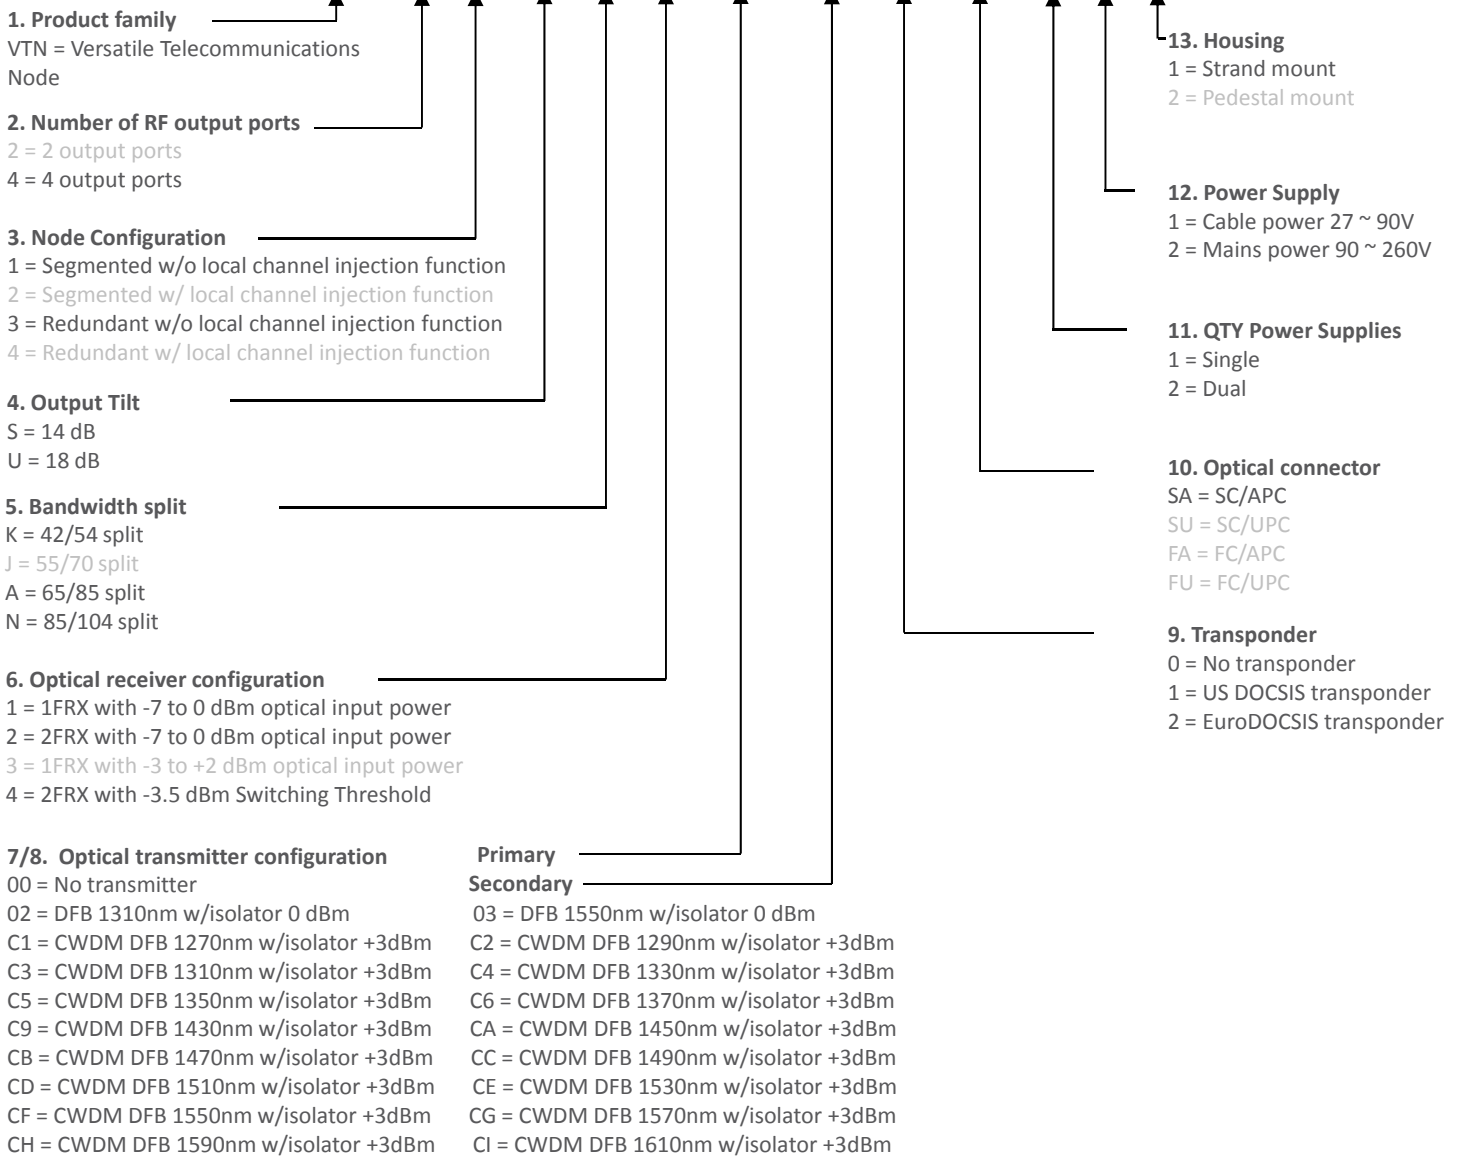 1. Product family
VTN = Versatile Telecommunications
Node
2. Number of RF output ports
2 = 2 output ports
4 = 4 output ports
3. Node Configuration
1 = Segmented w/o local channel injection function
2 = Segmented w/ local channel injection function
3 = Redundant w/o local channel injection function
4 = Redundant w/ local channel injection function
4. Output Tilt
S = 14 dB
U = 18 dB
5. Bandwidth split
K = 42/54 split
J = 55/70 split
A = 65/85 split
N = 85/104 split
6. Optical receiver configuration
1 = 1FRX with -7 to 0 dBm optical input power
2 = 2FRX with -7 to 0 dBm optical input power
3 = 1FRX with -3 to +2 dBm optical input power
4 = 2FRX with -3.5 dBm Switching Threshold
7/8. Optical transmitter configuration Primary
00 = No transmitter Secondary
02 = DFB 1310nm w/isolator 0 dBm 03 = DFB 1550nm w/isolator 0 dBm
C1 = CWDM DFB 1270nm w/isolator +3dBm C2 = CWDM DFB 1290nm w/isolator +3dBm
C3 = CWDM DFB 1310nm w/isolator +3dBm C4 = CWDM DFB 1330nm w/isolator +3dBm
C5 = CWDM DFB 1350nm w/isolator +3dBm C6 = CWDM DFB 1370nm w/isolator +3dBm
C9 = CWDM DFB 1430nm w/isolator +3dBm CA = CWDM DFB 1450nm w/isolator +3dBm
CB = CWDM DFB 1470nm w/isolator +3dBm CC = CWDM DFB 1490nm w/isolator +3dBm
CD = CWDM DFB 1510nm w/isolator +3dBm CE = CWDM DFB 1530nm w/isolator +3dBm
CF = CWDM DFB 1550nm w/isolator +3dBm CG = CWDM DFB 1570nm w/isolator +3dBm
CH = CWDM DFB 1590nm w/isolator +3dBm CI = CWDM DFB 1610nm w/isolator +3dBm
13. Housing
1 = Strand mount
2 = Pedestal mount
12. Power Supply
1 = Cable power 27 ~ 90V
2 = Mains power 90 ~ 260V
11. QTY Power Supplies
1 = Single
2 = Dual
10. Optical connector
SA = SC/APC
SU = SC/UPC
FA = FC/APC
FU = FC/UPC
9. Transponder
0 = No transponder
1 = US DOCSIS transponder
2 = EuroDOCSIS transponder